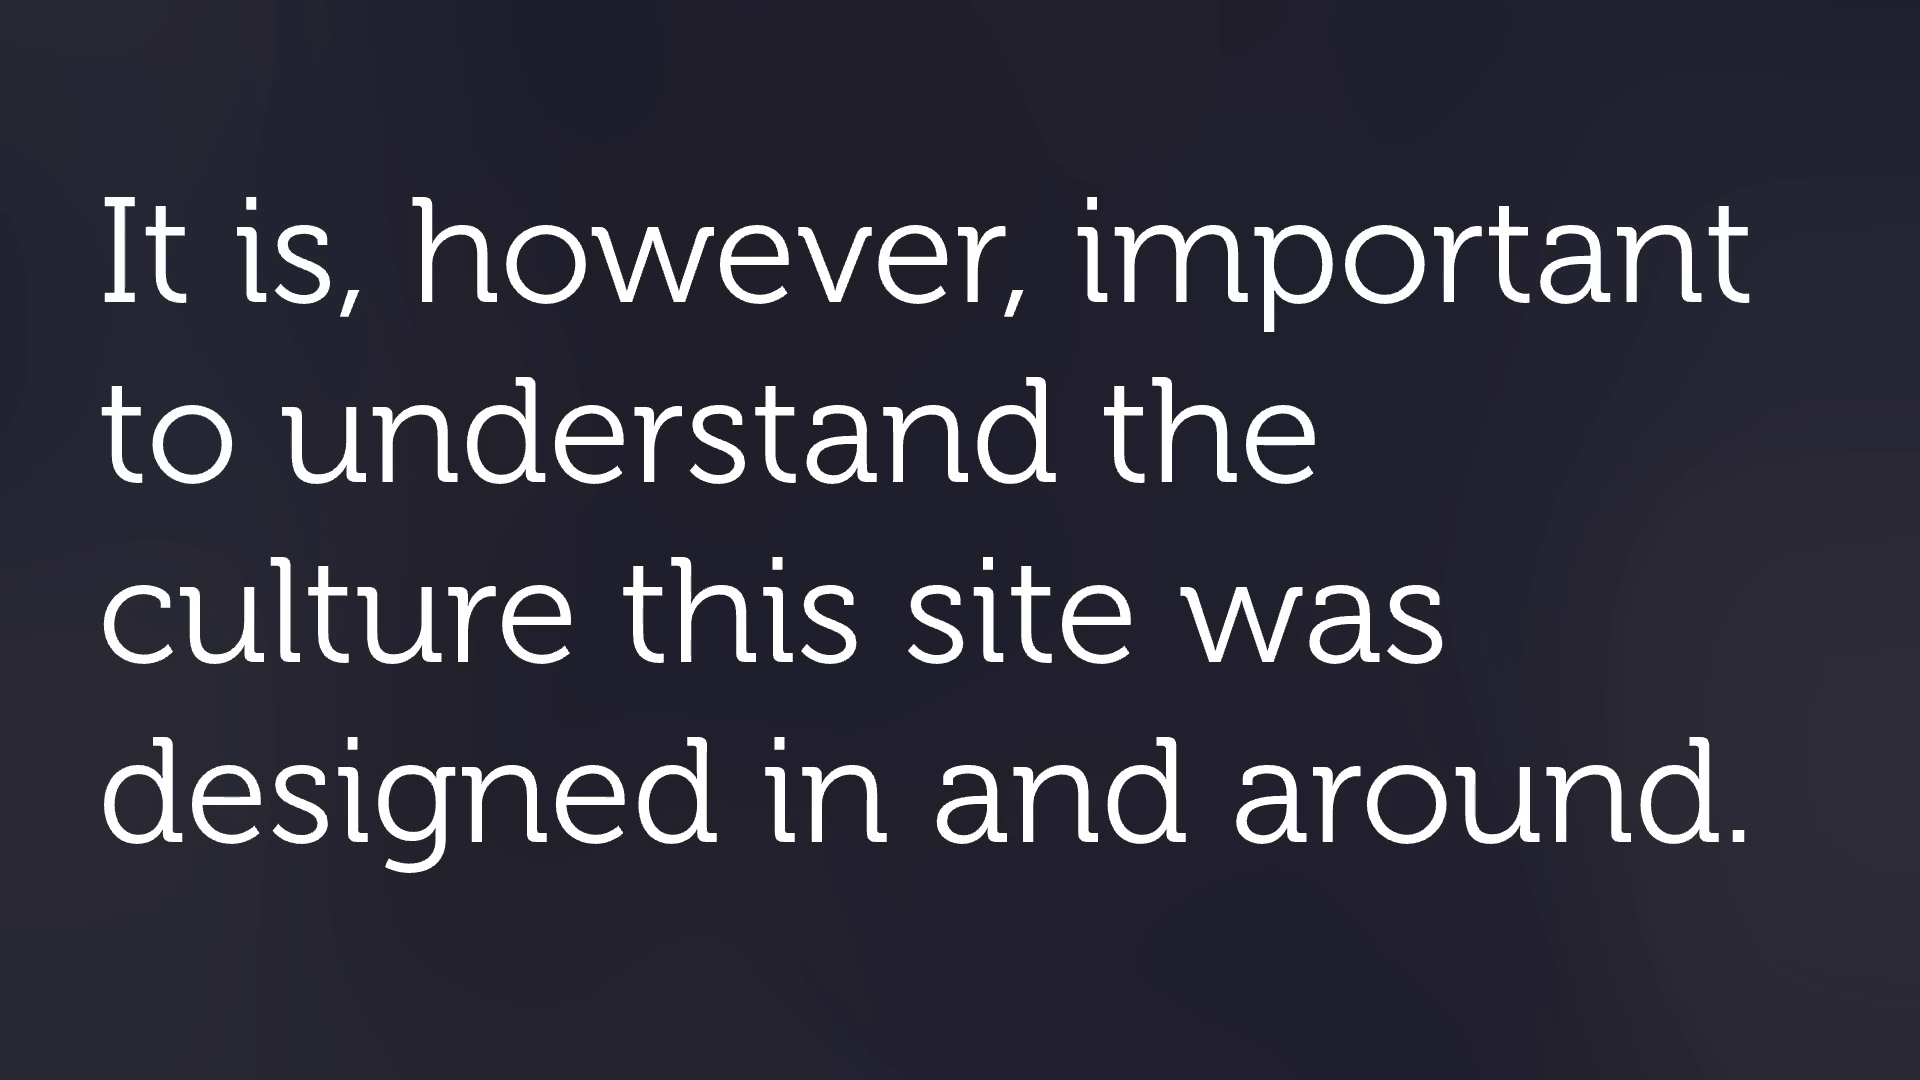 It is, however, important
to understand the
culture this site was
designed in and around.